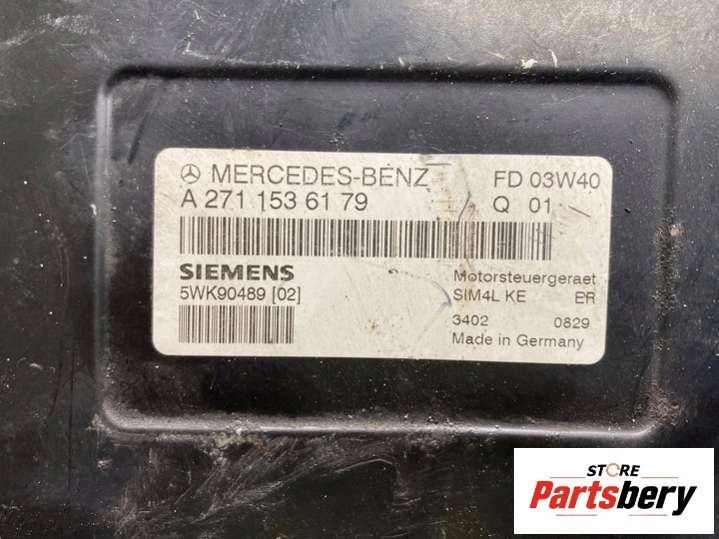 MERCEDES-BENZ FD 03W40
A 271 153 61 79 Q 01
SIEMENS
5WK90489 [02]
Motorsteuergeraet
SIM4L KE ER
3402 0829
Made in Germany
STORE
Partsbery